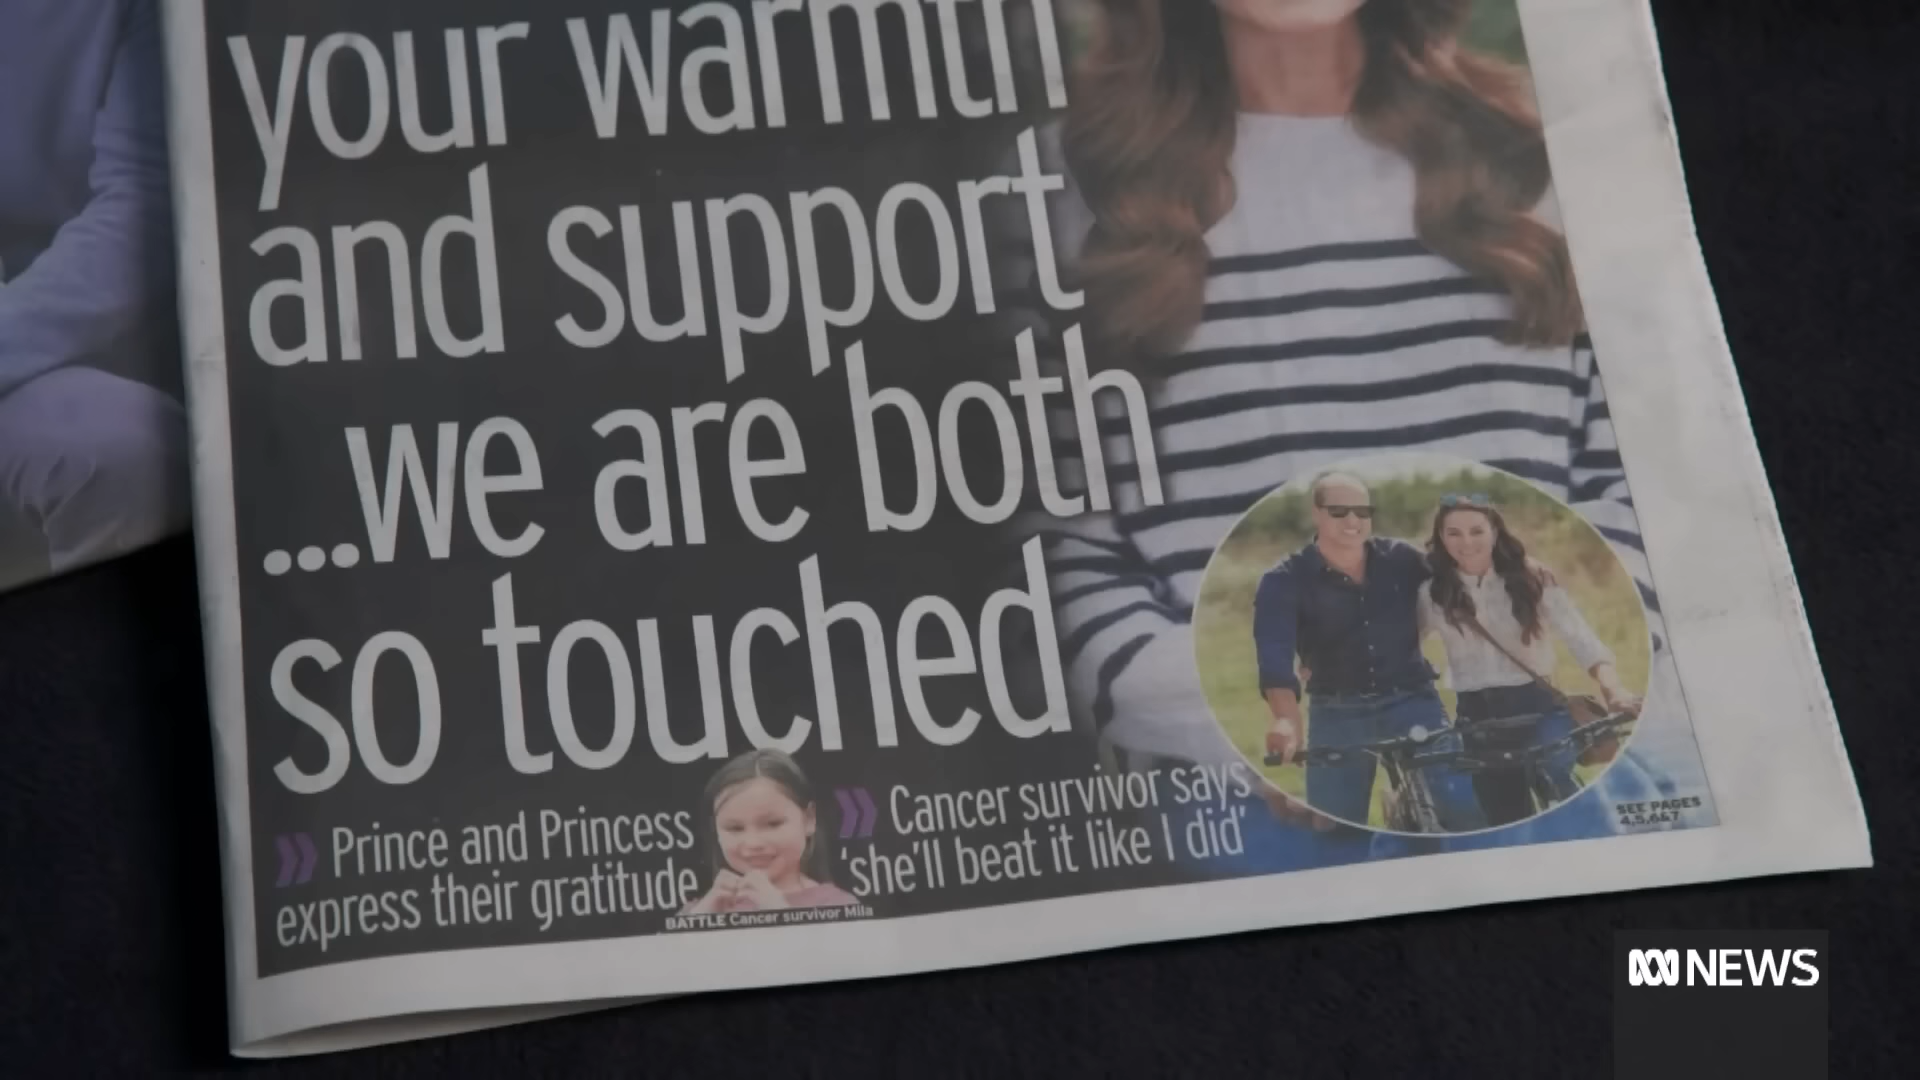 your warmth
and support
...we are both
so touched
» Prince and Princess
express their gratitude
BATTLE Cancer survivor Mila
» Cancer survivor says
'she'll beat it like I did'
SEE PAGES
4,5,6&7
NEWS